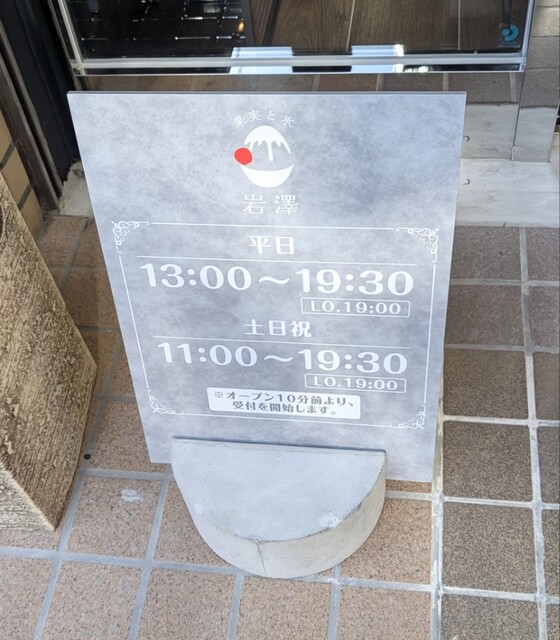 果実と氷
岩澤
平日
13:00～19:30
LO.19:00
土日祝
11:00～19:30
LO.19:00
※オープン10分前より、
受付を開始します。